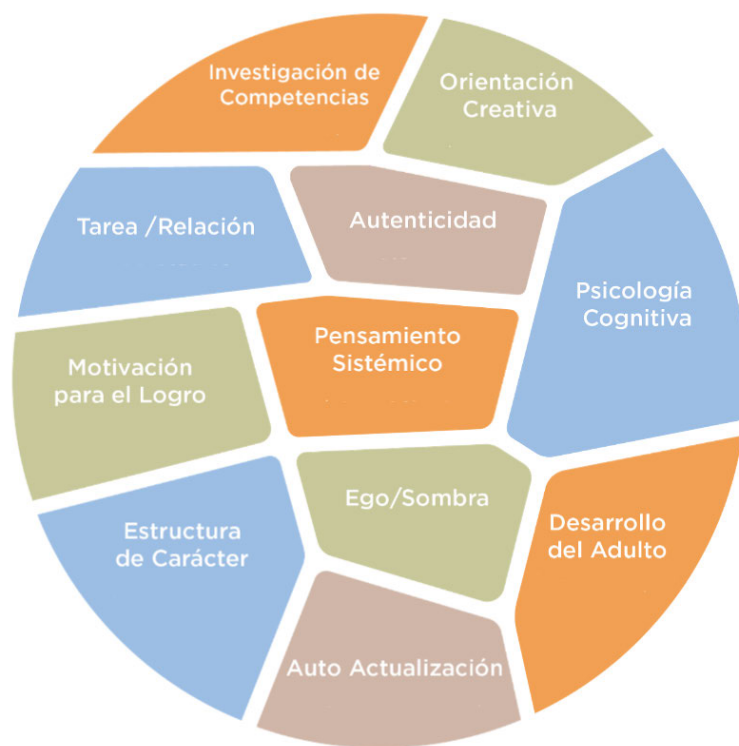 Investigación de
Competencias
Orientación
Creativa
Tarea /Relación
Autenticidad
Psicología
Cognitiva
Motivación
para el Logro
Pensamiento
Sistémico
Ego/Sombra
Estructura
de Carácter
Desarrollo
del Adulto
Auto Actualización